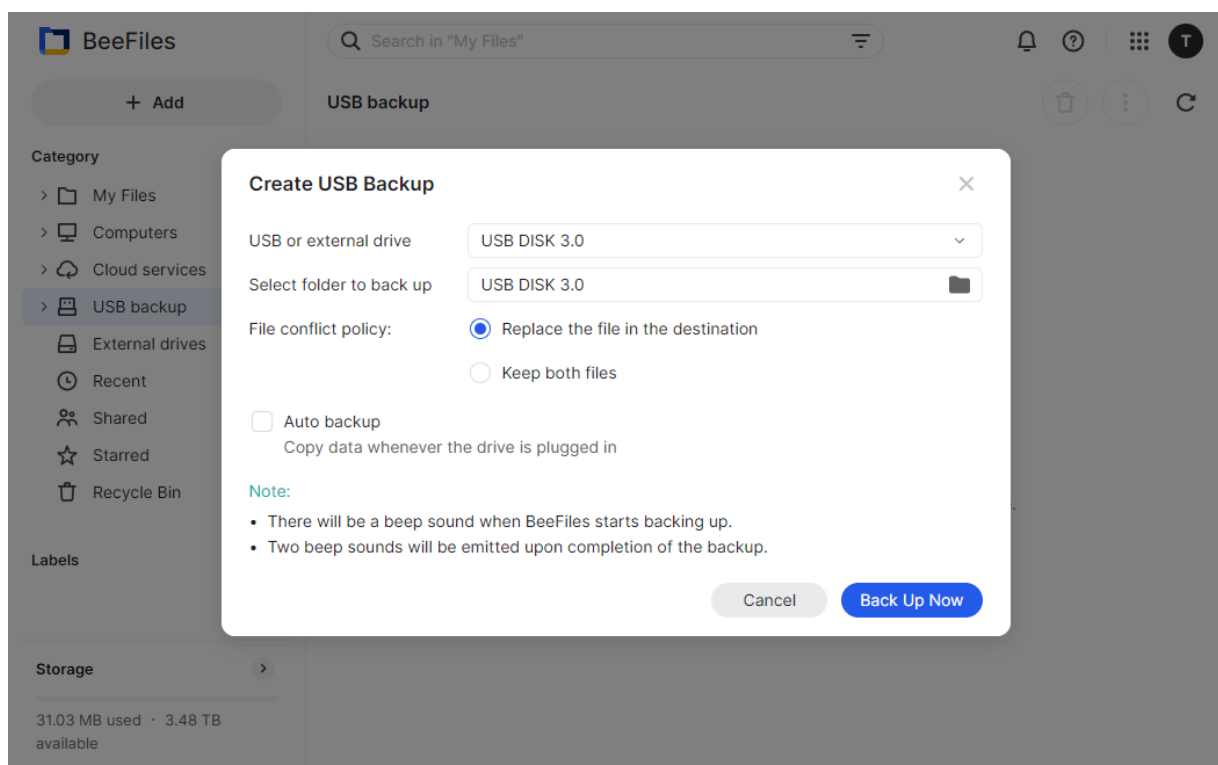 BeeFiles
Search in "My Files"
T
+ Add
USB backup
Category
My Files
Computers
Cloud services
USB backup
External drives
Recent
Shared
Starred
Recycle Bin
Labels
Storage
31.03 MB used · 3.48 TB
available
Create USB Backup
USB or external drive USB DISK 3.0
Select folder to back up USB DISK 3.0
File conflict policy: Replace the file in the destination
Keep both files
Auto backup
Copy data whenever the drive is plugged in
Note:
• There will be a beep sound when BeeFiles starts backing up.
• Two beep sounds will be emitted upon completion of the backup.
Cancel Back Up Now